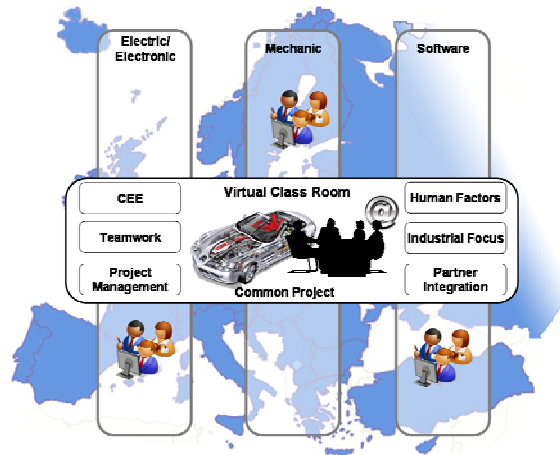 Electric/
Electronic
Mechanic
Software
CEE
Virtual Class Room
Human Factors
@
Teamwork
Industrial Focus
Project
Management
Common Project
Partner
Integration